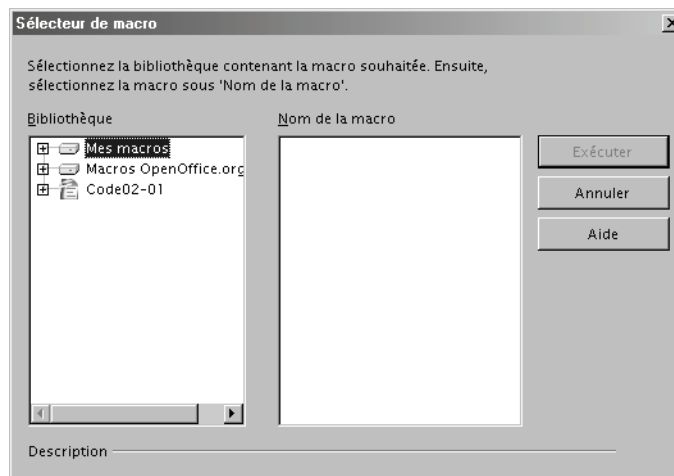 Sélecteur de macro
Sélectionnez la bibliothèque contenant la macro souhaitée. Ensuite,
sélectionnez la macro sous 'Nom de la macro'.
Bibliothèque
Nom de la macro
Mes macros
Macros OpenOffice.org
Code02-01
Exécuter
Annuler
Aide
Description